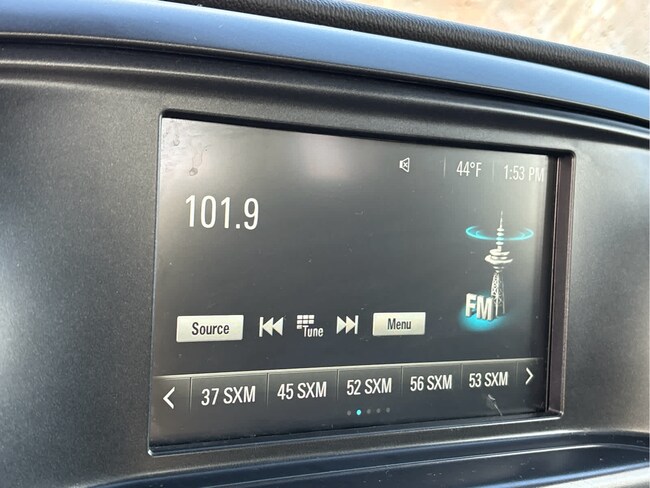 44°F 1:53 PM
101.9
FM
Source Tune Menu
37 SXM 45 SXM 52 SXM 56 SXM 53 SXM